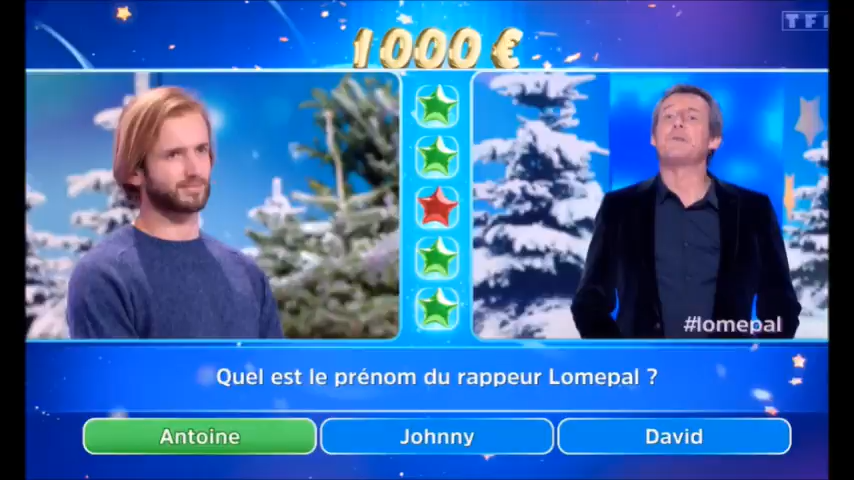 TF1
1000 €
#lomepal
Quel est le prénom du rappeur Lomepal ?
Antoine
Johnny
David